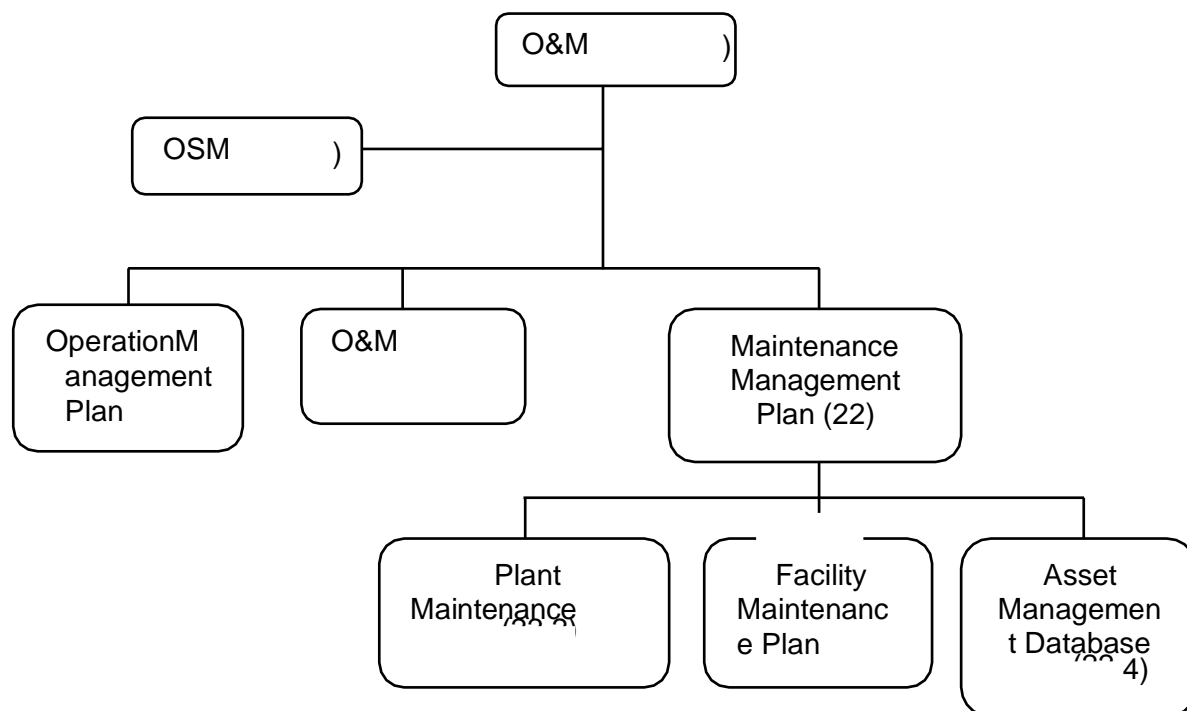 O&M )
OSM )
OperationM
anagement
Plan
O&M
Maintenance
Management
Plan (22)
Plant
Maintenance
Facility
Maintenanc
e Plan
Asset
Managemen
t Database
4)